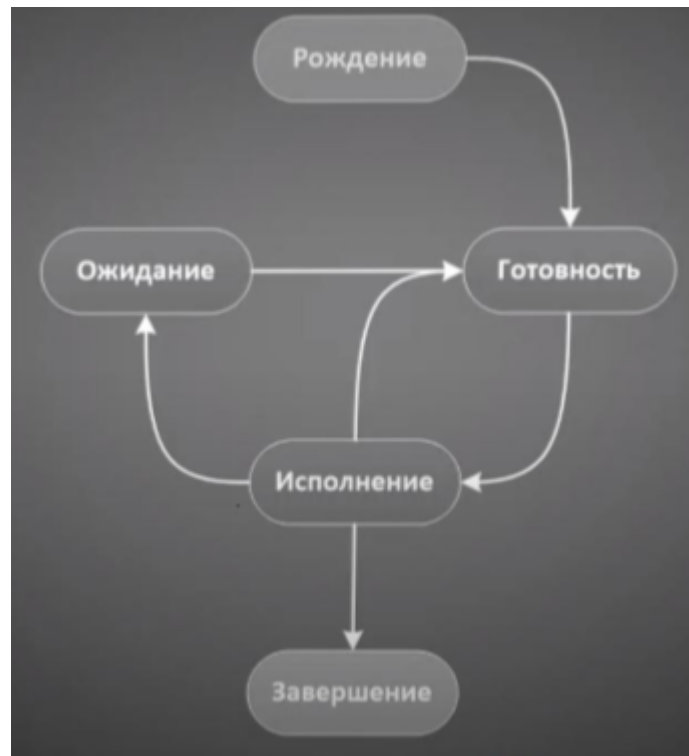 Рождение
Ожидание
Готовность
Исполнение
Завершение